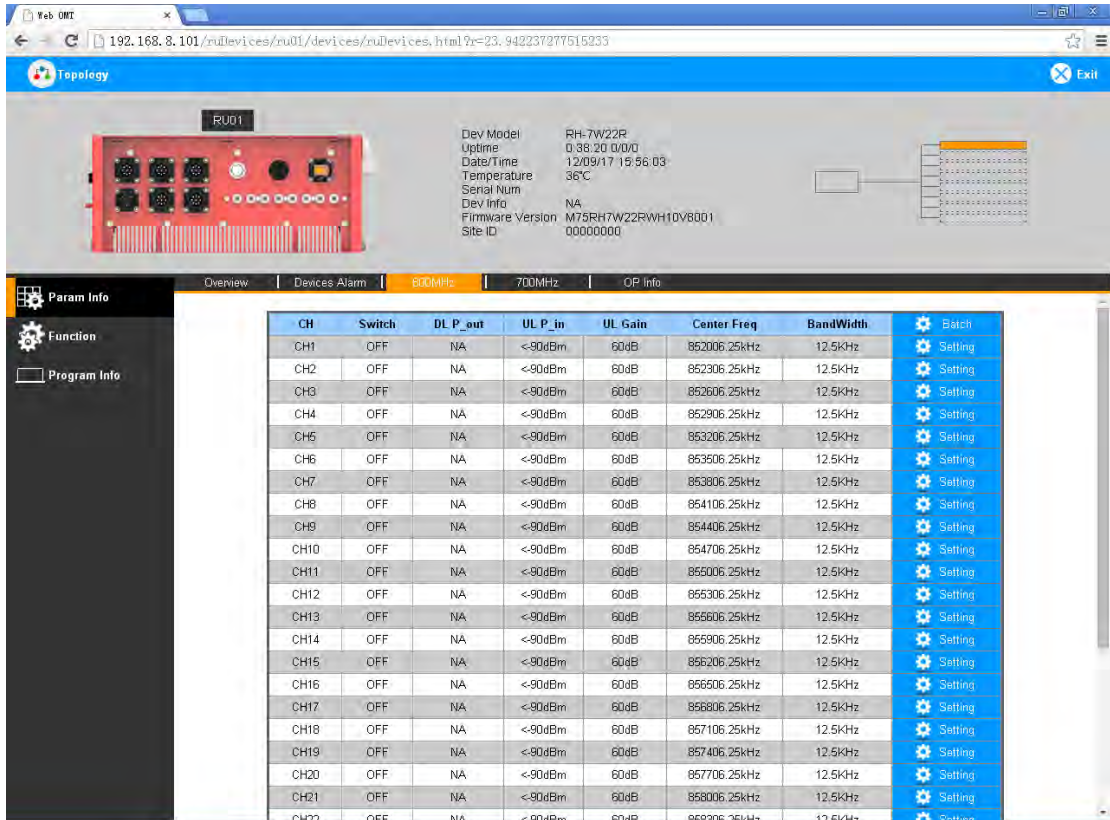 Web OMT
192.168.8.101/ruDevices/ru01/devices/ruDevices.html?r=23.942237277515233
Topology
Exit
RU01
Dev Model RH-7W22R
Uptime 0:38:20 0/0/0
Date/Time 12/09/17 15:56:03
Temperature 36℃
Serial Num
Dev Info NA
Firmware Version M75RH7W22RWH10V8001
Site ID 00000000
Overview Devices Alarm 800MHz 700MHz OP Info
Param Info
Function
Program Info
CH Switch DL P_out UL P_in UL Gain Center Freq BandWidth Batch
CH1 OFF NA <-90dBm 60dB 852006.25kHz 12.5KHz Setting
CH2 OFF NA <-90dBm 60dB 852306.25kHz 12.5KHz Setting
CH3 OFF NA <-90dBm 60dB 852606.25kHz 12.5KHz Setting
CH4 OFF NA <-90dBm 60dB 852906.25kHz 12.5KHz Setting
CH5 OFF NA <-90dBm 60dB 853206.25kHz 12.5KHz Setting
CH6 OFF NA <-90dBm 60dB 853506.25kHz 12.5KHz Setting
CH7 OFF NA <-90dBm 60dB 853806.25kHz 12.5KHz Setting
CH8 OFF NA <-90dBm 60dB 854106.25kHz 12.5KHz Setting
CH9 OFF NA <-90dBm 60dB 854406.25kHz 12.5KHz Setting
CH10 OFF NA <-90dBm 60dB 854706.25kHz 12.5KHz Setting
CH11 OFF NA <-90dBm 60dB 855006.25kHz 12.5KHz Setting
CH12 OFF NA <-90dBm 60dB 855306.25kHz 12.5KHz Setting
CH13 OFF NA <-90dBm 60dB 855606.25kHz 12.5KHz Setting
CH14 OFF NA <-90dBm 60dB 855906.25kHz 12.5KHz Setting
CH15 OFF NA <-90dBm 60dB 856206.25kHz 12.5KHz Setting
CH16 OFF NA <-90dBm 60dB 856506.25kHz 12.5KHz Setting
CH17 OFF NA <-90dBm 60dB 856806.25kHz 12.5KHz Setting
CH18 OFF NA <-90dBm 60dB 857106.25kHz 12.5KHz Setting
CH19 OFF NA <-90dBm 60dB 857406.25kHz 12.5KHz Setting
CH20 OFF NA <-90dBm 60dB 857706.25kHz 12.5KHz Setting
CH21 OFF NA <-90dBm 60dB 858006.25kHz 12.5KHz Setting
CH22 OFF NA <-90dBm 60dB 858306.25kHz 12.5KHz Setting